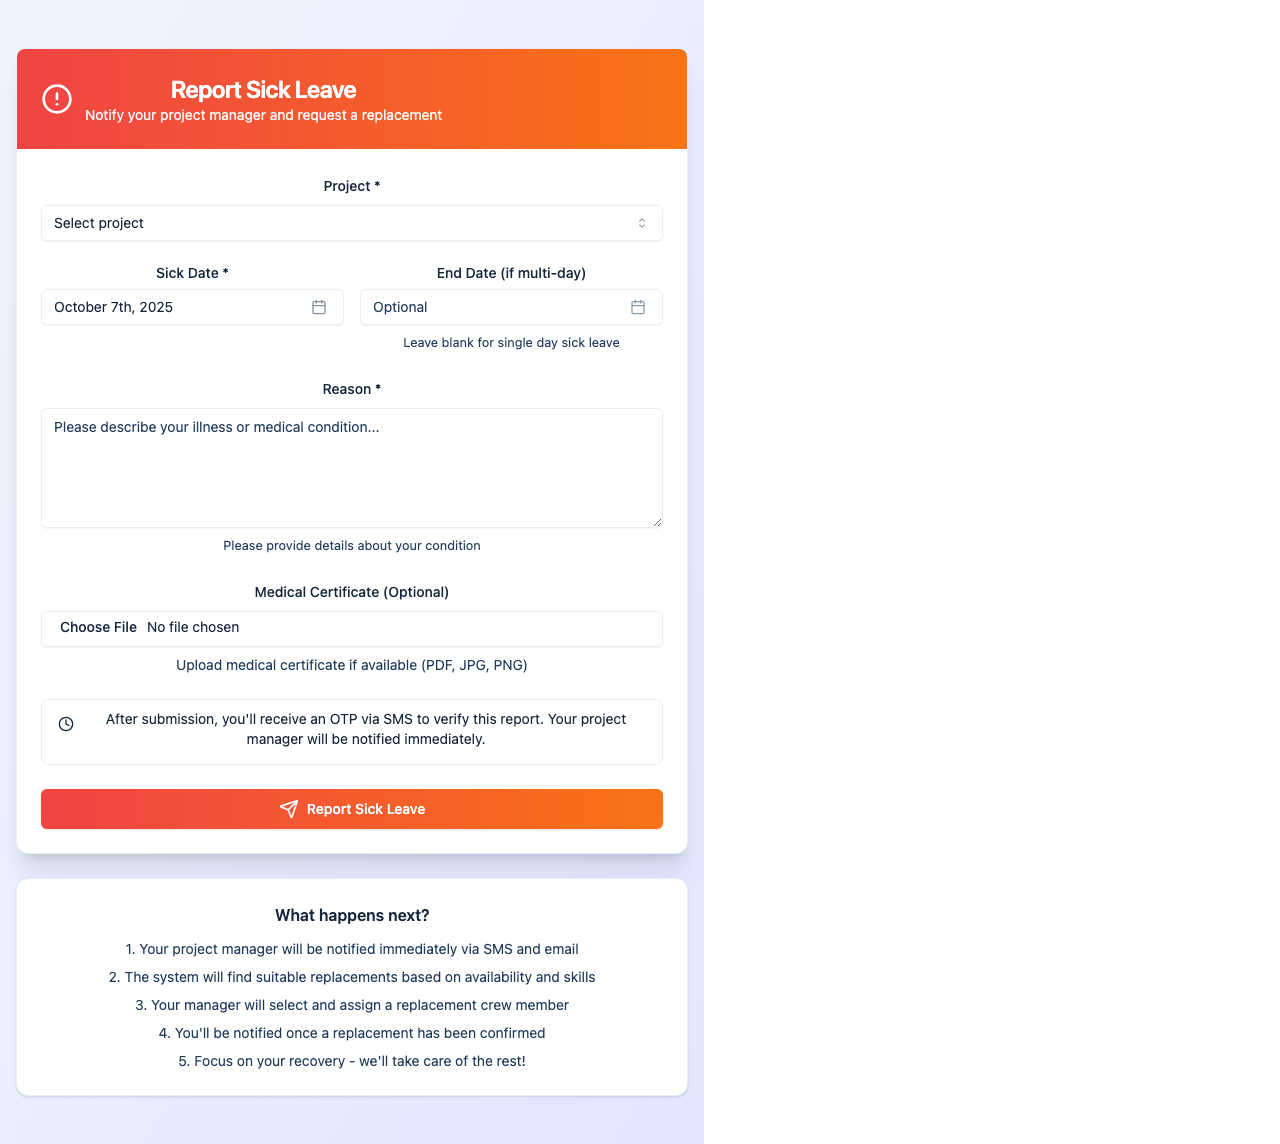 Report Sick Leave
Notify your project manager and request a replacement
Project *
Select project
Sick Date *
October 7th, 2025
End Date (if multi-day)
Optional
Leave blank for single day sick leave
Reason *
Please describe your illness or medical condition...
Please provide details about your condition
Medical Certificate (Optional)
Choose File No file chosen
Upload medical certificate if available (PDF, JPG, PNG)
After submission, you'll receive an OTP via SMS to verify this report. Your project
manager will be notified immediately.
Report Sick Leave
What happens next?
1. Your project manager will be notified immediately via SMS and email
2. The system will find suitable replacements based on availability and skills
3. Your manager will select and assign a replacement crew member
4. You'll be notified once a replacement has been confirmed
5. Focus on your recovery - we'll take care of the rest!